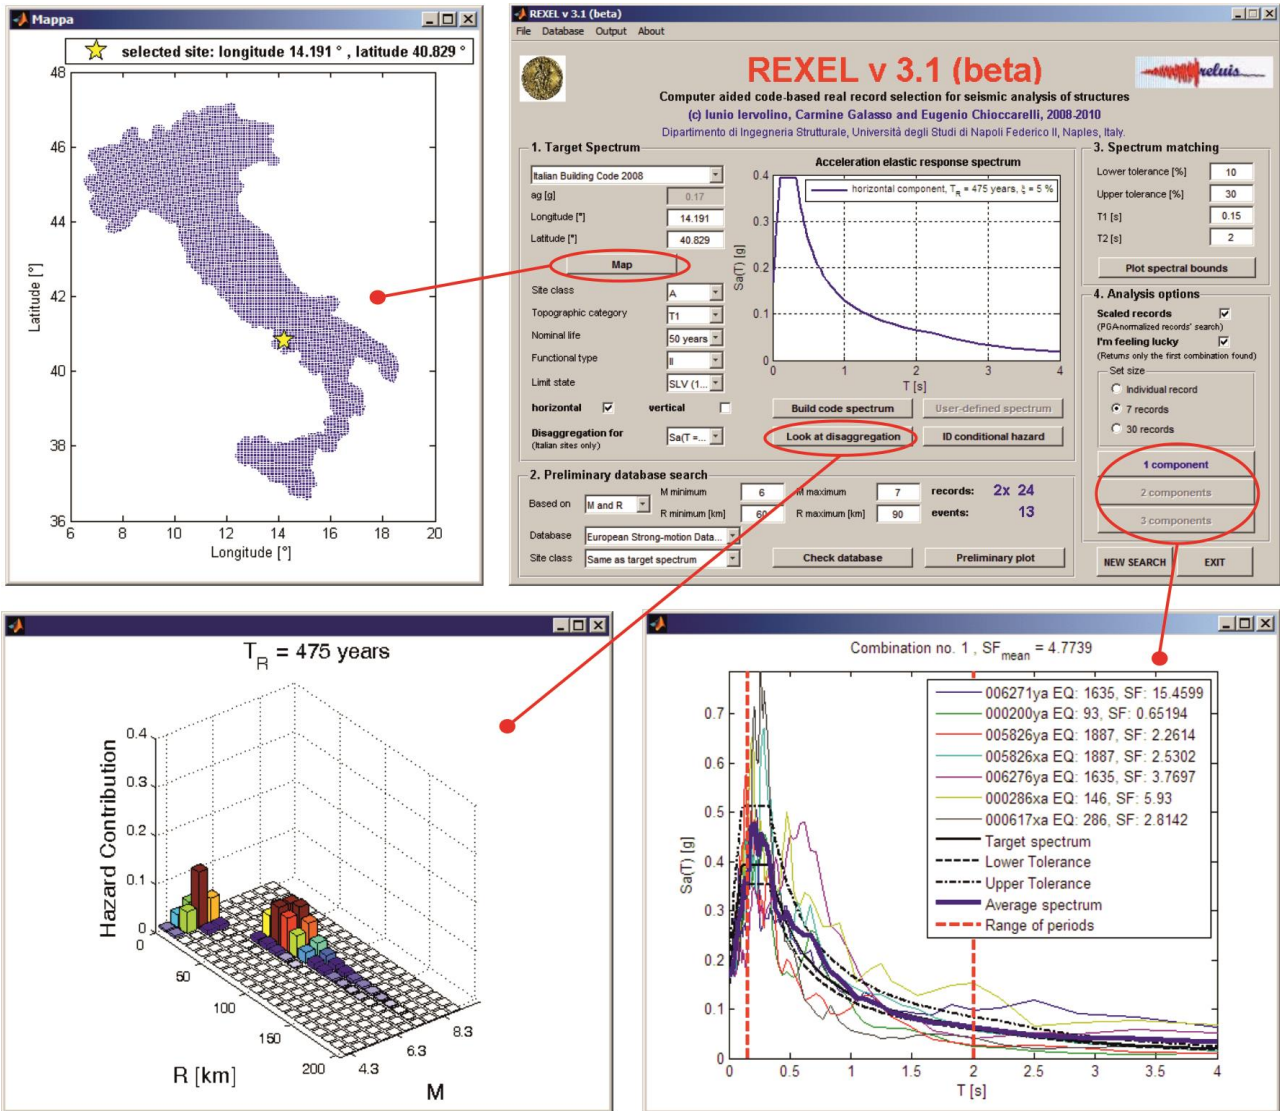 Mappa
selected site: longitude 14.191 ° , latitude 40.829 °
48
46
44
42
40
38
36
6 8 10 12 14 16 18 20
Latitude [°]
Longitude [°]
REXEL v 3.1 (beta)
File Database Output About
REXEL v 3.1 (beta)
reluis
Computer aided code-based real record selection for seismic analysis of structures
(c) Iunio Iervolino, Carmine Galasso and Eugenio Chioccarelli, 2008-2010
Dipartimento di Ingegneria Strutturale, Università degli Studi di Napoli Federico II, Naples, Italy.
1. Target Spectrum
Italian Building Code 2008
ag [g] 0.17
Longitude [°] 14.191
Latitude [°] 40.829
Map
Site class A
Topographic category T1
Nominal life 50 years
Functional type II
Limit state SLV (1...
horizontal vertical
Disaggregation for Sa(T =...
(Italian sites only)
Acceleration elastic response spectrum
horizontal component, T_R = 475 years, ξ = 5 %
0.4
0.3
0.2
0.1
0
0 1 2 3 4
Sa(T) [g]
T [s]
Build code spectrum User-defined spectrum
Look at disaggregation ID conditional hazard
2. Preliminary database search
Based on M and R
M minimum 6 M maximum 7 records: 2x 24
R minimum [km] 60 R maximum [km] 90 events: 13
Database European Strong-motion Data...
Site class Same as target spectrum
Check database Preliminary plot
3. Spectrum matching
Lower tolerance [%] 10
Upper tolerance [%] 30
T1 [s] 0.15
T2 [s] 2
Plot spectral bounds
4. Analysis options
Scaled records
(PGA-normalized records' search)
I'm feeling lucky
(Returns only the first combination found)
Set size
Individual record
7 records
30 records
1 component
2 components
3 components
NEW SEARCH EXIT
T_R = 475 years
Hazard Contribution
0.4
0.3
0.2
0.1
0
0
50
100
150
200
R [km]
4.3
6.3
8.3
M
Combination no. 1 , SF_mean = 4.7739
006271ya EQ: 1635, SF: 15.4599
000200ya EQ: 93, SF: 0.65194
005826ya EQ: 1887, SF: 2.2614
005826xa EQ: 1887, SF: 2.5302
006276ya EQ: 1635, SF: 3.7697
000286xa EQ: 146, SF: 5.93
000617xa EQ: 286, SF: 2.8142
Target spectrum
Lower Tolerance
Upper Tolerance
Average spectrum
Range of periods
0.7
0.6
0.5
0.4
0.3
0.2
0.1
0
0 0.5 1 1.5 2 2.5 3 3.5 4
Sa(T) [g]
T [s]